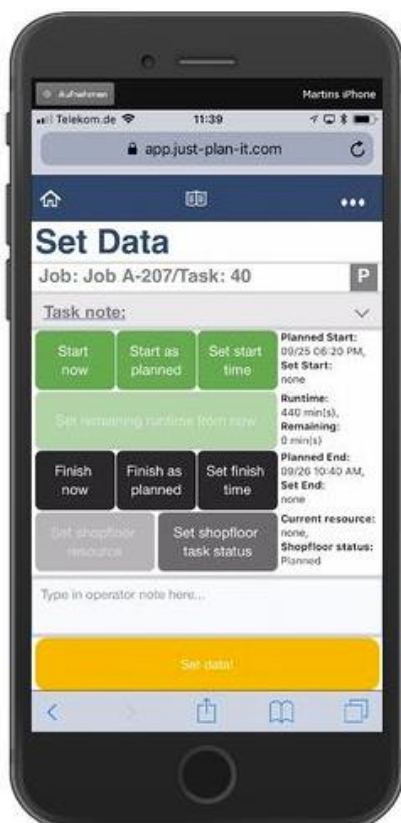 Aufnehmen Martins iPhone
Telekom.de 11:39
app.just-plan-it.com
Set Data
Job: Job A-207/Task: 40 P
Task note:
Start now
Start as planned
Set start time
Planned Start:
09/25 06:20 PM,
Set Start:
none
Set remaining runtime from now
Runtime:
440 min(s),
Remaining:
0 min(s)
Finish now
Finish as planned
Set finish time
Planned End:
09/26 10:40 AM,
Set End:
none
Set shopfloor resource
Set shopfloor task status
Current resource:
none,
Shopfloor status:
Planned
Type in operator note here...
Set data!